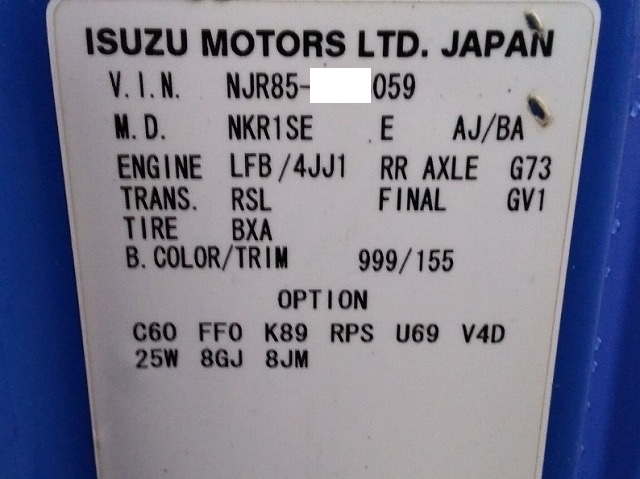 ISUZU MOTORS LTD. JAPAN
V.I.N. NJR85- 059
M.D. NKR1SE E AJ/BA
ENGINE LFB/4JJ1 RR AXLE G73
TRANS. RSL FINAL GV1
TIRE BXA
B.COLOR/TRIM 999/155
OPTION
C60 FF0 K89 RPS U69 V4D
25W 8GJ 8JM